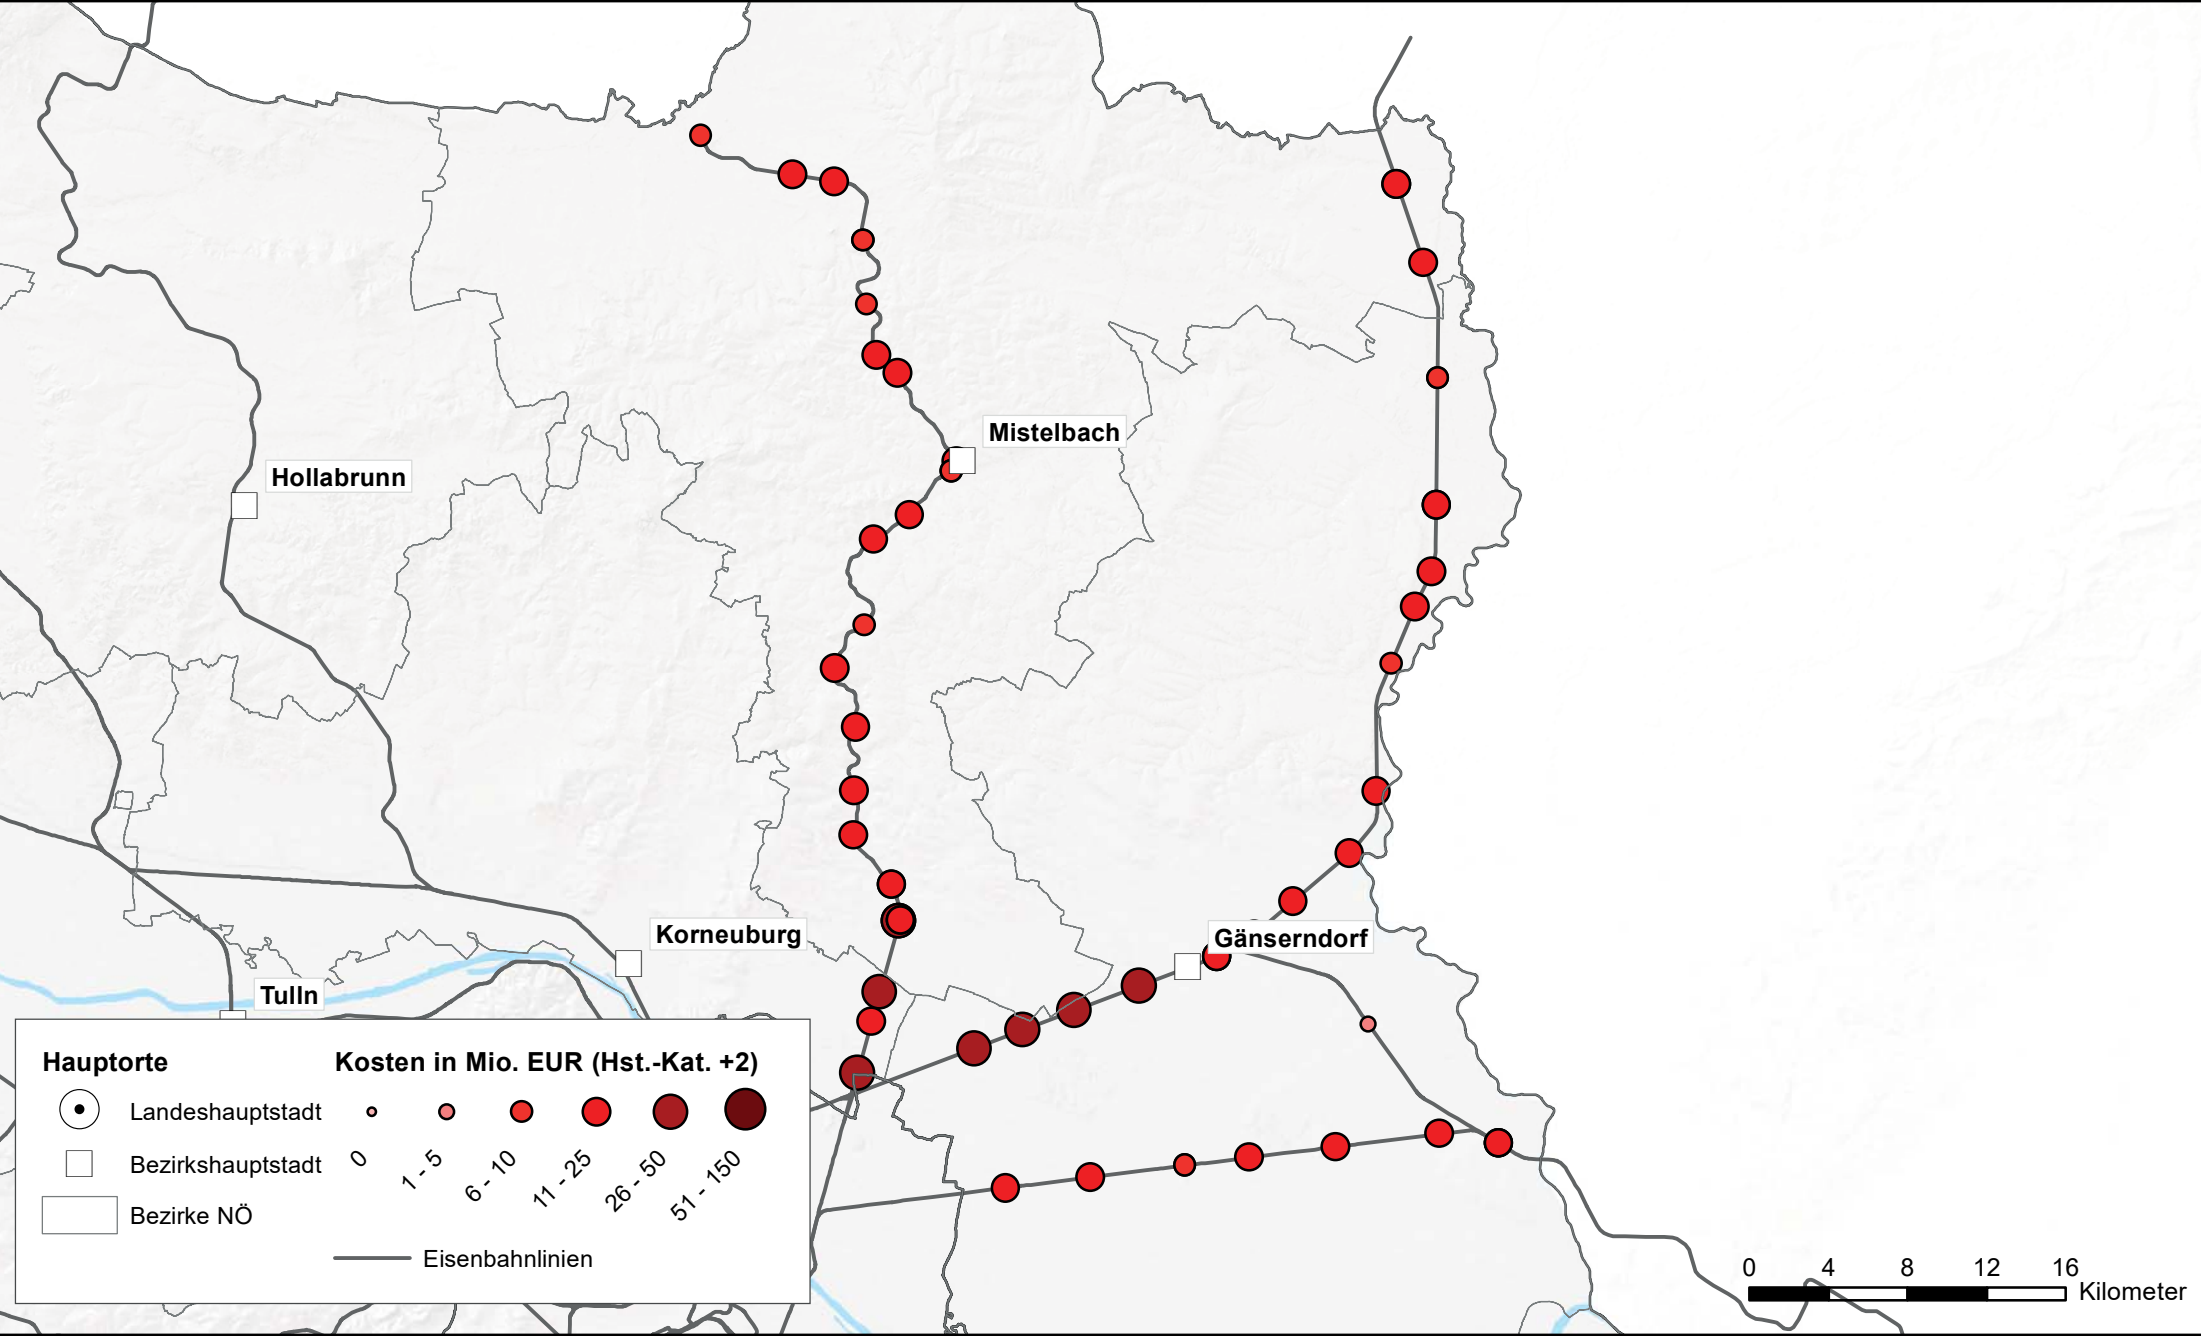 Mistelbach
Hollabrunn
Korneuburg
Gänserndorf
Tulln
Hauptorte
Landeshauptstadt
Bezirkshauptstadt
Bezirke NÖ
Kosten in Mio. EUR (Hst.-Kat. +2)
0
1 - 5
6 - 10
11 - 25
26 - 50
51 - 150
Eisenbahnlinien
0 4 8 12 16
Kilometer